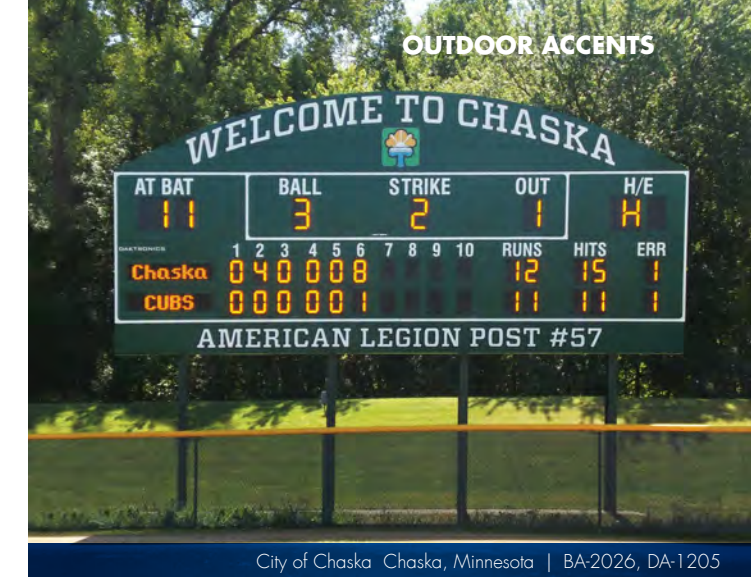 OUTDOOR ACCENTS
WELCOME TO CHASKA
AT BAT BALL STRIKE OUT H/E
11 3 2 1 H
DAKTRONICS 1 2 3 4 5 6 7 8 9 10 RUNS HITS ERR
Chaska 0 4 0 0 0 8 12 15 1
CUBS 0 0 0 0 0 1 11 11 1
AMERICAN LEGION POST #57
City of Chaska Chaska, Minnesota | BA-2026, DA-1205